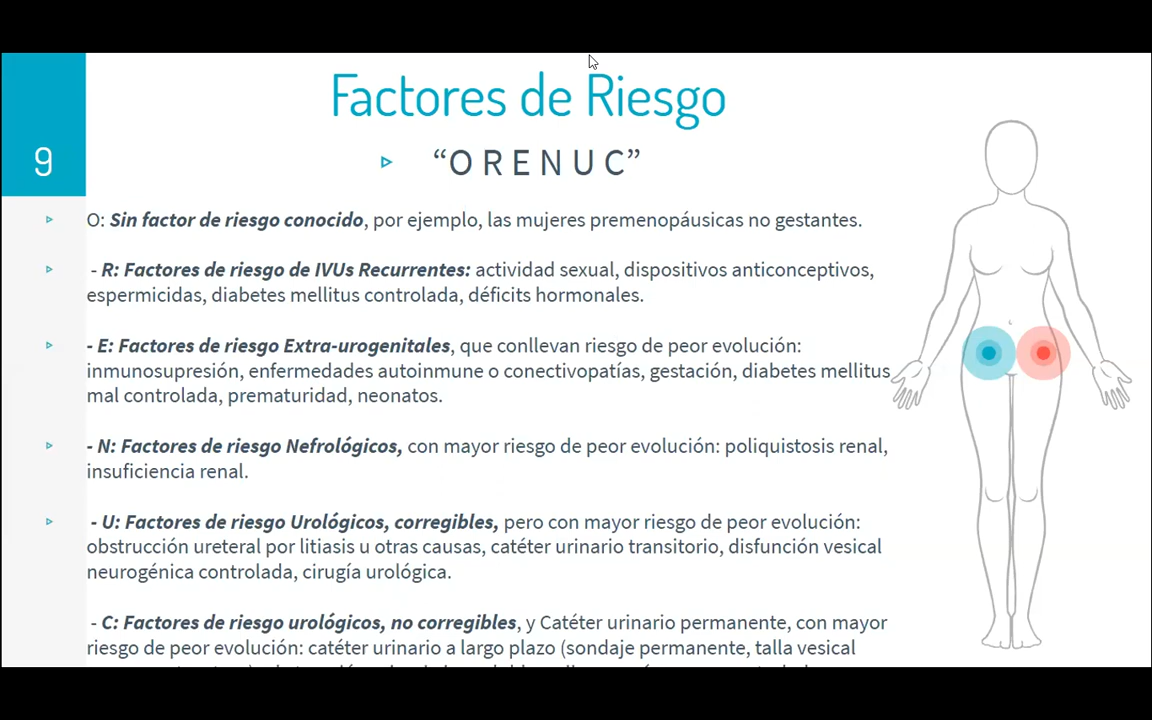 Factores de Riesgo
9
“O R E N U C”
O: Sin factor de riesgo conocido, por ejemplo, las mujeres premenopáusicas no gestantes.
- R: Factores de riesgo de IVUs Recurrentes: actividad sexual, dispositivos anticonceptivos,
espermicidas, diabetes mellitus controlada, déficits hormonales.
- E: Factores de riesgo Extra-urogenitales, que conllevan riesgo de peor evolución:
inmunosupresión, enfermedades autoinmune o conectivopatías, gestación, diabetes mellitus
mal controlada, prematuridad, neonatos.
- N: Factores de riesgo Nefrológicos, con mayor riesgo de peor evolución: poliquistosis renal,
insuficiencia renal.
- U: Factores de riesgo Urológicos, corregibles, pero con mayor riesgo de peor evolución:
obstrucción ureteral por litiasis u otras causas, catéter urinario transitorio, disfunción vesical
neurogénica controlada, cirugía urológica.
- C: Factores de riesgo urológicos, no corregibles, y Catéter urinario permanente, con mayor
riesgo de peor evolución: catéter urinario a largo plazo (sondaje permanente, talla vesical